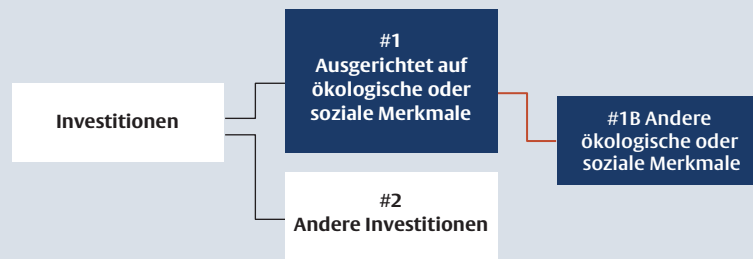 Investitionen
#1
Ausgerichtet auf
ökologische oder
soziale Merkmale
#1B Andere
ökologische oder
soziale Merkmale
#2
Andere Investitionen